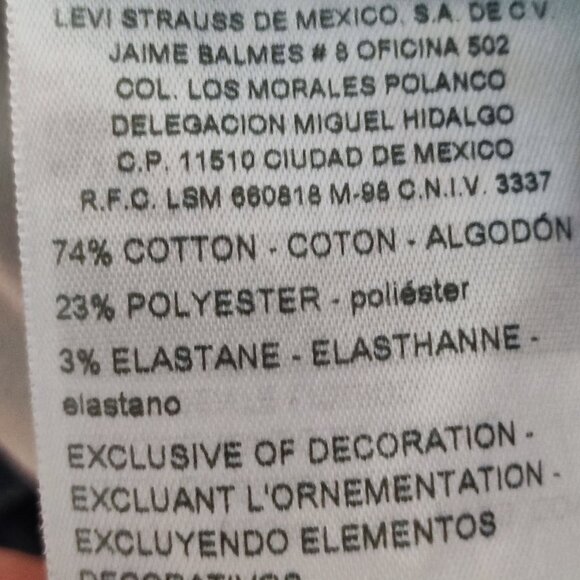 LEVI STRAUSS DE MEXICO, S.A. DE C.V.
JAIME BALMES # 8 OFICINA 502
COL. LOS MORALES POLANCO
DELEGACION MIGUEL HIDALGO
C.P. 11510 CIUDAD DE MEXICO
R.F.C. LSM 660818 M-98 C.N.I.V. 3337
74% COTTON - COTON - ALGODÓN
23% POLYESTER - poliéster
3% ELASTANE - ELASTHANNE -
elastano
EXCLUSIVE OF DECORATION -
EXCLUANT L'ORNEMENTATION -
EXCLUYENDO ELEMENTOS
DECORATIVOS